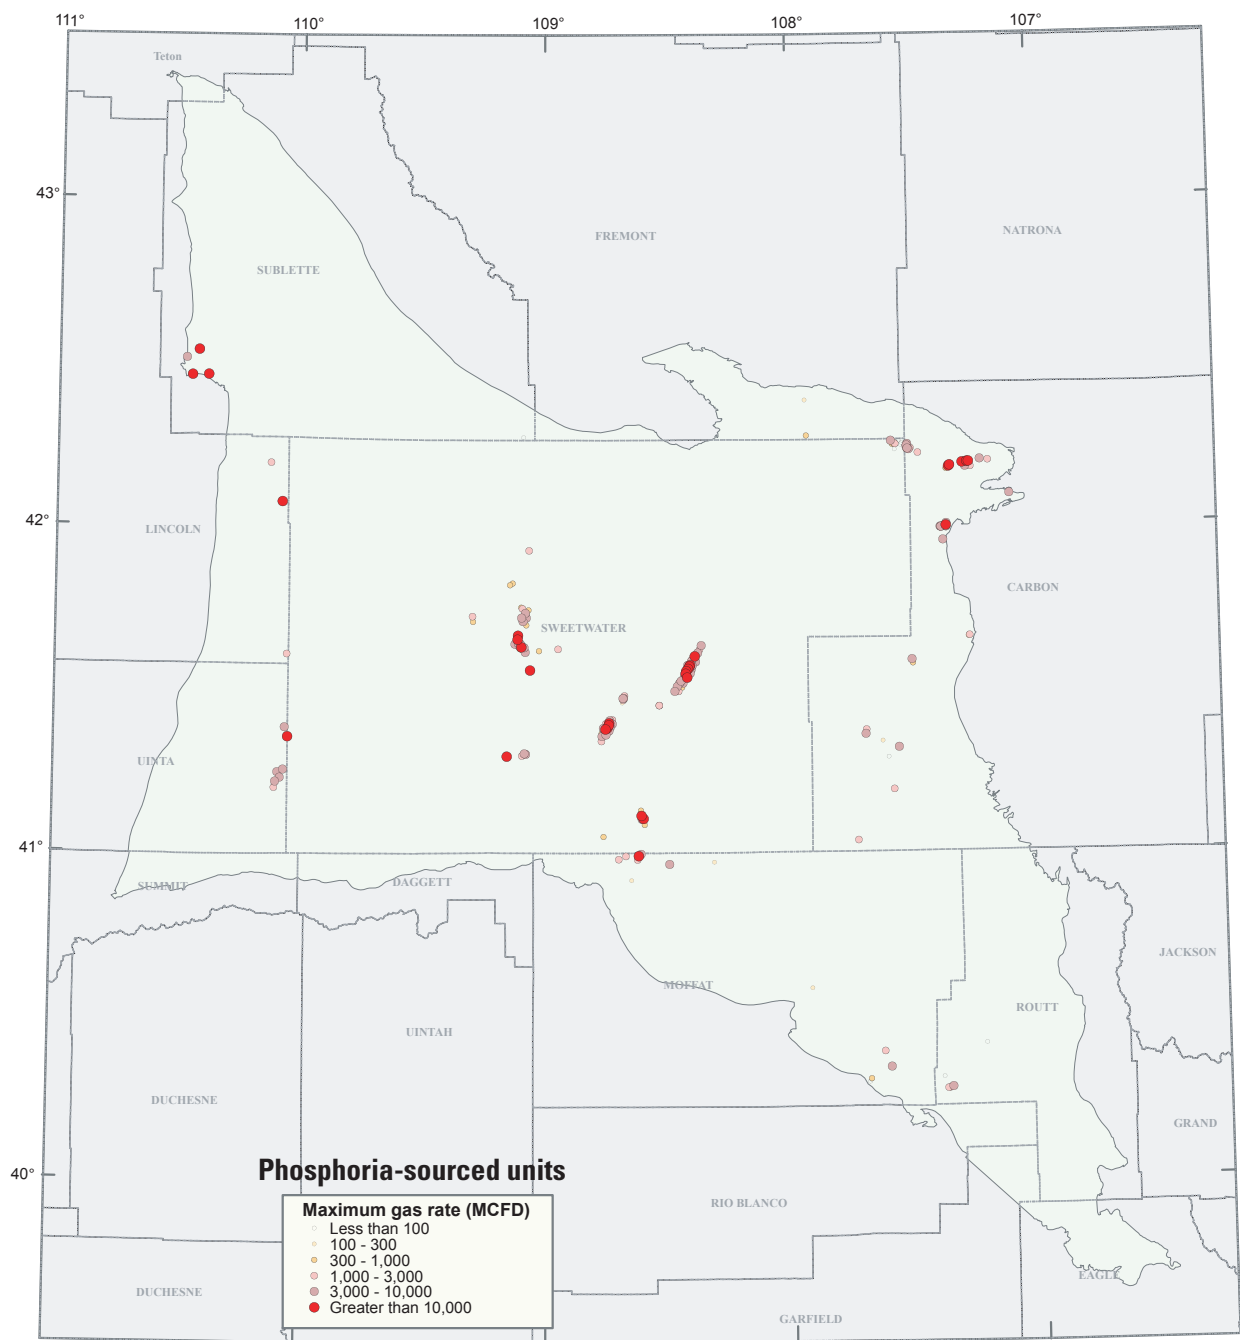 111°
110°
109°
108°
107°
Teton
43°
FREMONT
NATRONA
SUBLETTE
42°
LINCOLN
CARBON
SWEETWATER
UINTA
41°
SUMMIT
DAGGETT
JACKSON
MOFFAT
ROUTT
UINTAH
DUCHESNE
GRAND
40°
Phosphoria-sourced units
RIO BLANCO
Maximum gas rate (MCFD)
Less than 100
100 - 300
300 - 1,000
1,000 - 3,000
3,000 - 10,000
Greater than 10,000
EAGLE
DUCHESNE
GARFIELD